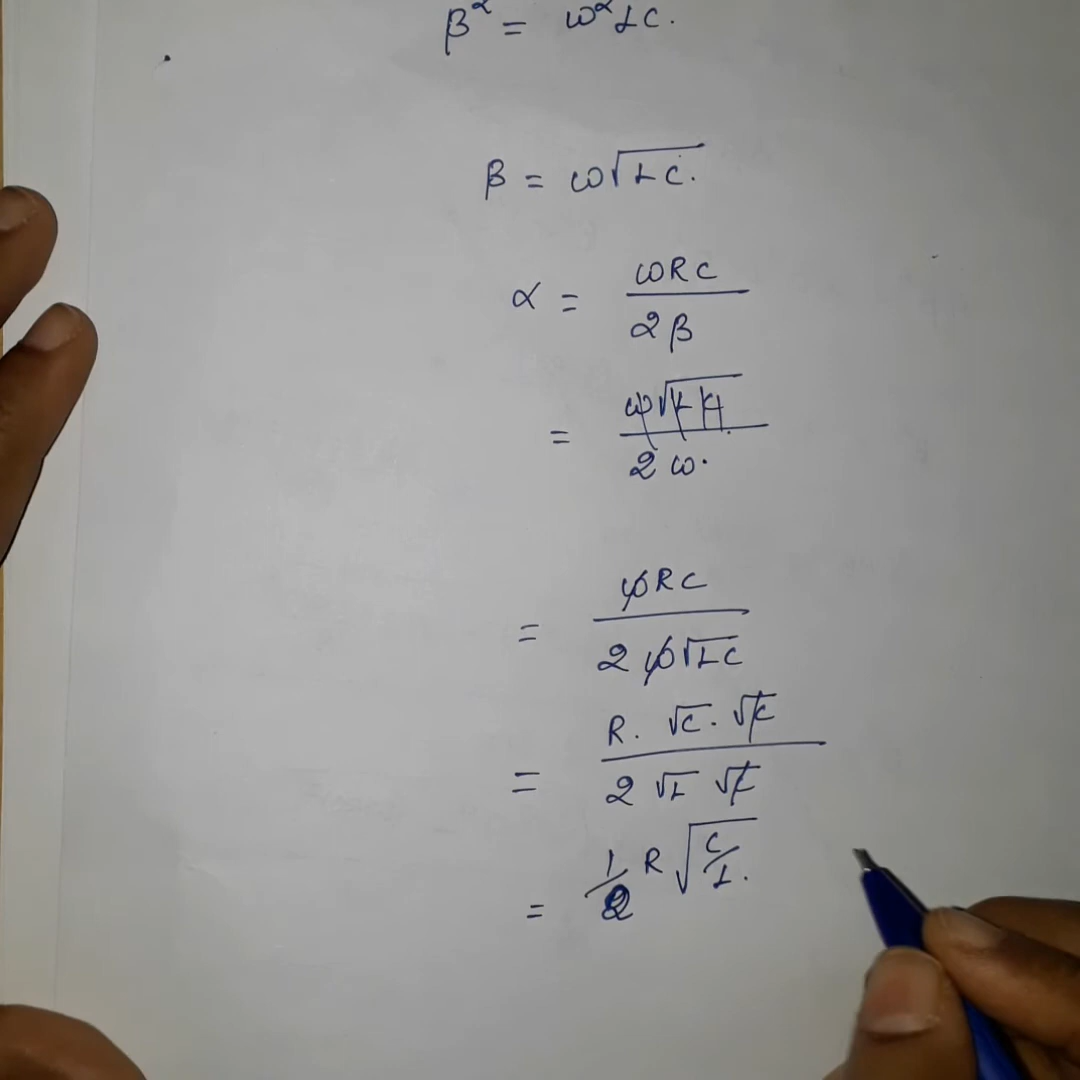 β² = ω²LC.
β = ω√LC.
α = ωRC / 2β
= ω√LC / 2ω.
= ωRC / 2ω√LC
= R. √C. √C / 2 √L √C
= 1/2 R √C/L.